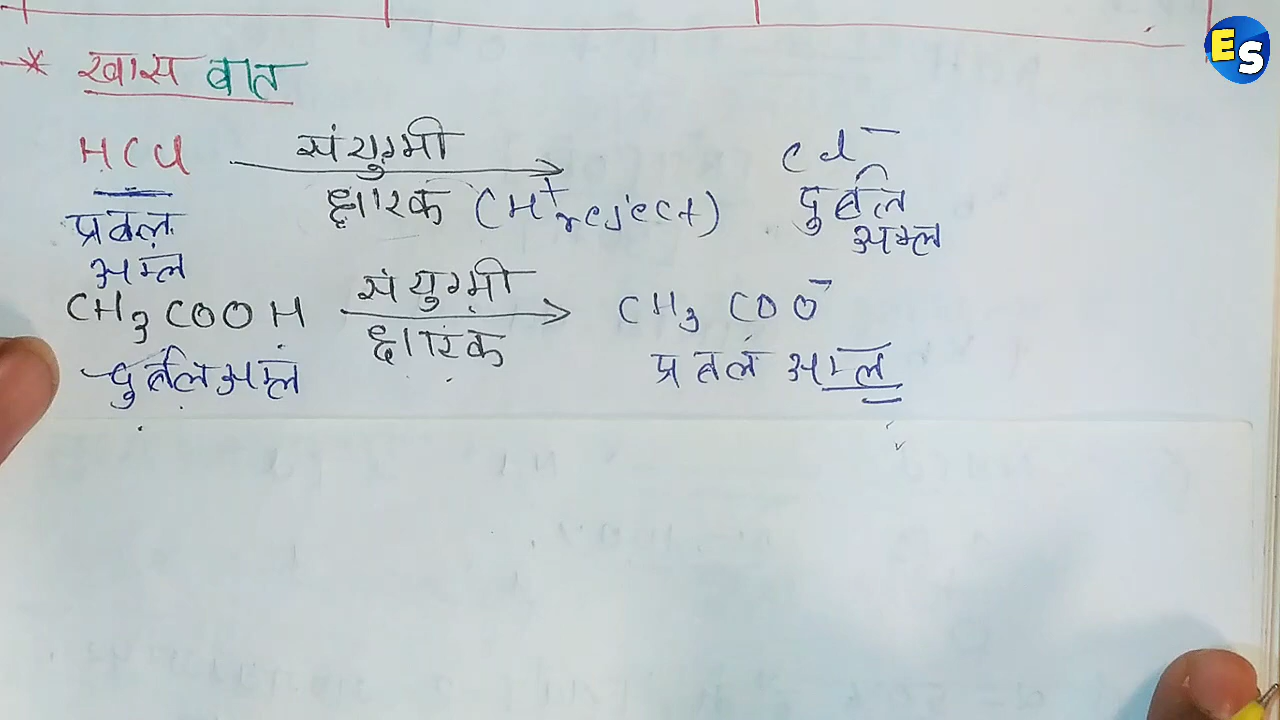 * खास बात
HCl संयुग्मी Cl⁻
प्रबल क्षारक (H⁺ reject) दुर्बल
अम्ल अम्ल
CH₃COOH संयुग्मी CH₃COO⁻
दुर्बल अम्ल क्षारक प्रबल अम्ल
ES